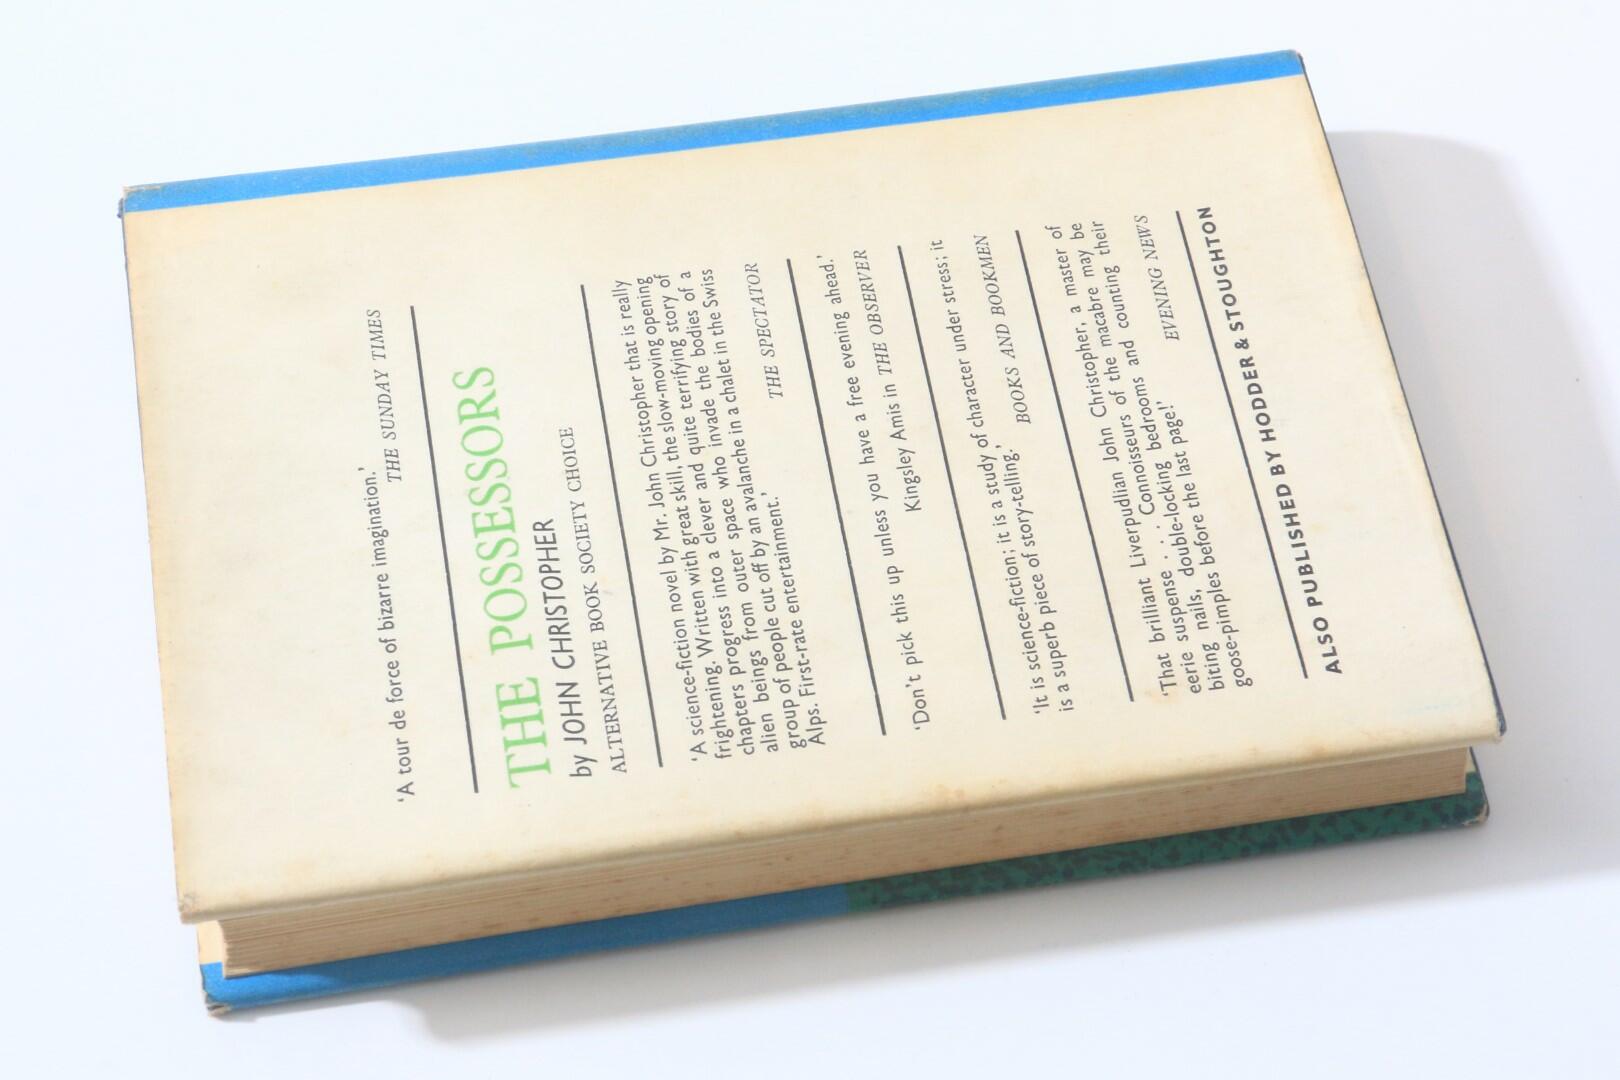 ‘A tour de force of bizarre imagination.’
THE SUNDAY TIMES
THE POSSESSORS
by JOHN CHRISTOPHER
ALTERNATIVE BOOK SOCIETY CHOICE
‘A science-fiction novel by Mr. John Christopher that is really
frightening. Written with great skill, the slow-moving opening
chapters progress into a clever and quite terrifying story of
alien beings from outer space who invade the bodies of a
group of people cut off by an avalanche in a chalet in the Swiss
Alps. First-rate entertainment.’
THE SPECTATOR
‘Don't pick this up unless you have a free evening ahead.’
Kingsley Amis in THE OBSERVER
‘It is science-fiction; it is a study of character under stress; it
is a superb piece of story-telling.’
BOOKS AND BOOKMEN
‘That brilliant Liverpudlian John Christopher, a master of
eerie suspense . . . Connoisseurs of the macabre may be
biting nails, double-locking bedrooms and counting their
goose-pimples before the last page!’
EVENING NEWS
ALSO PUBLISHED BY HODDER & STOUGHTON